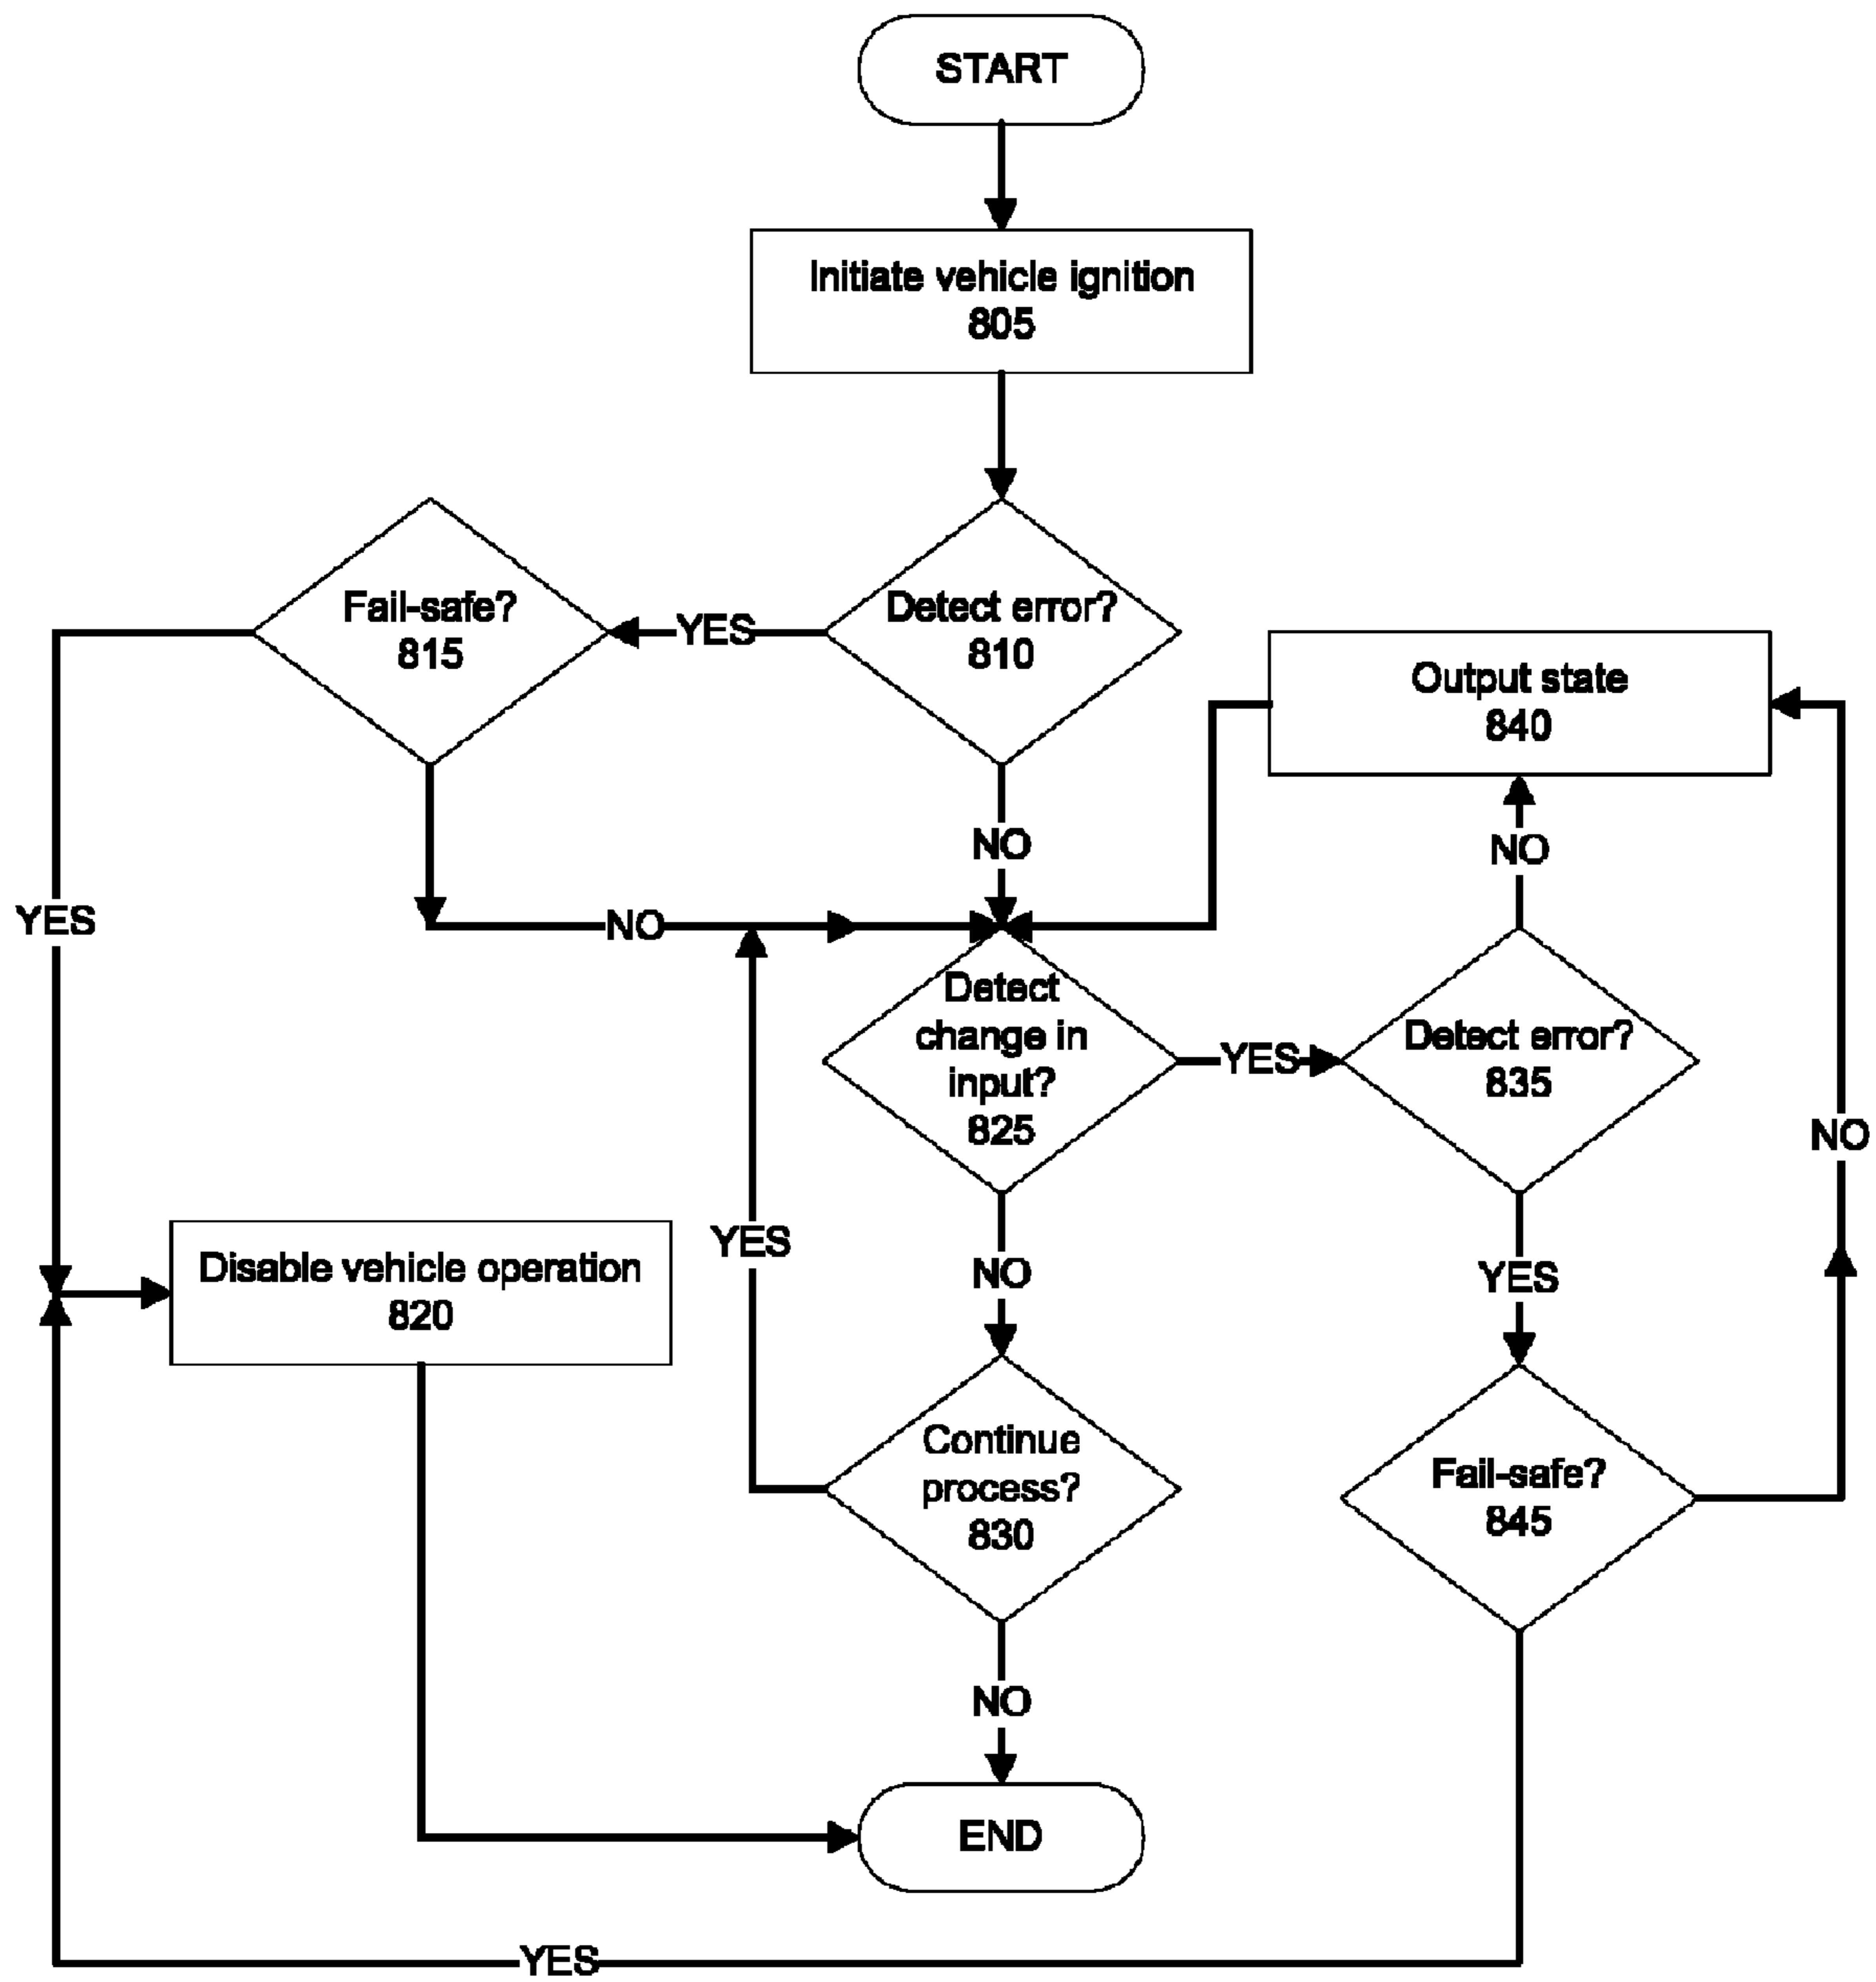 START
Initiate vehicle ignition
805
Fail-safe?
815
YES
Detect error?
810
Output state
840
NO
NO
YES
NO
Detect
change in
input?
825
YES
Detect error?
835
NO
Disable vehicle operation
820
YES
NO
YES
Continue
process?
830
Fail-safe?
845
NO
END
YES